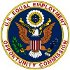 U.S. EQUAL EMPLOYMENT
OPPORTUNITY COMMISSION